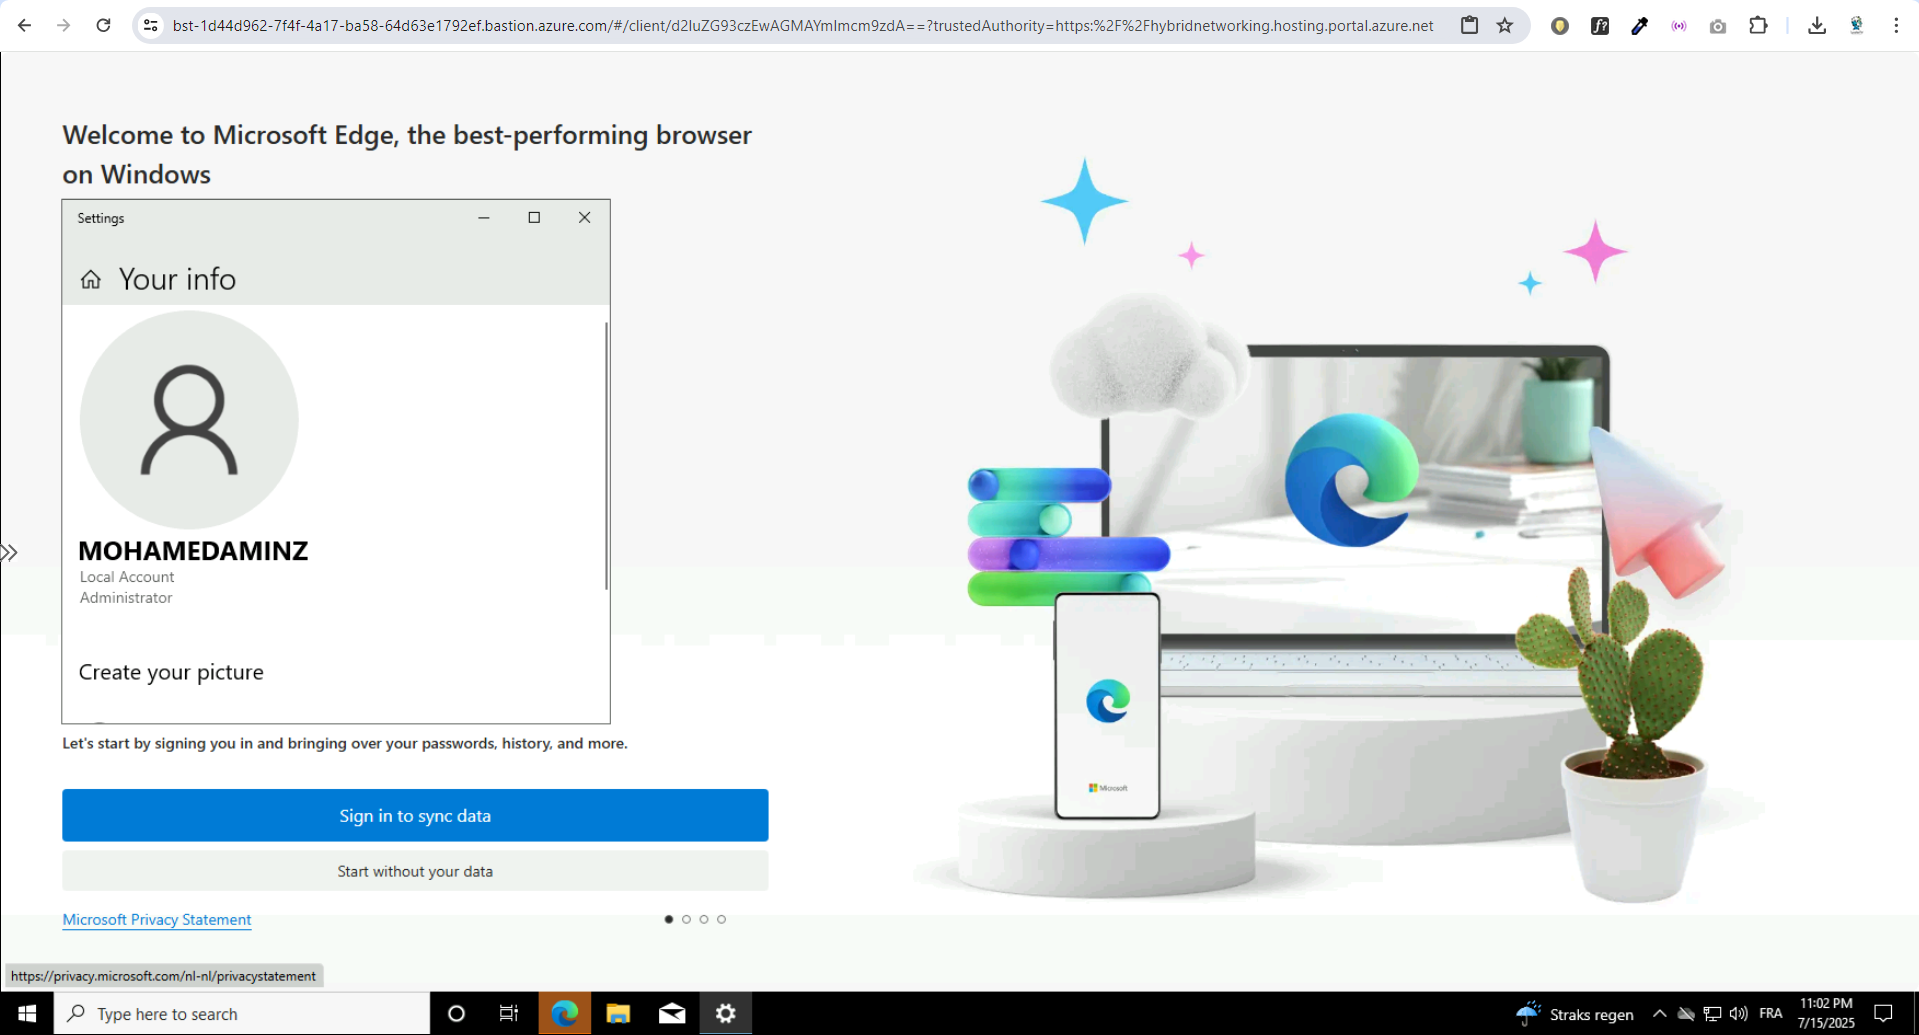 bst-1d44d962-7f4f-4a17-ba58-64d63e1792ef.bastion.azure.com/#/client/d2luZG93czEwAGMAYmlmcm9zdA==?trustedAuthority=https:%2F%2Fhybridnetworking.hosting.portal.azure.net
Welcome to Microsoft Edge, the best-performing browser
on Windows
Settings
Your info
MOHAMEDAMINZ
Local Account
Administrator
Create your picture
Let's start by signing you in and bringing over your passwords, history, and more.
Sign in to sync data
Start without your data
Microsoft Privacy Statement
Microsoft
https://privacy.microsoft.com/nl-nl/privacystatement
Type here to search
Straks regen
FRA
11:02 PM
7/15/2025